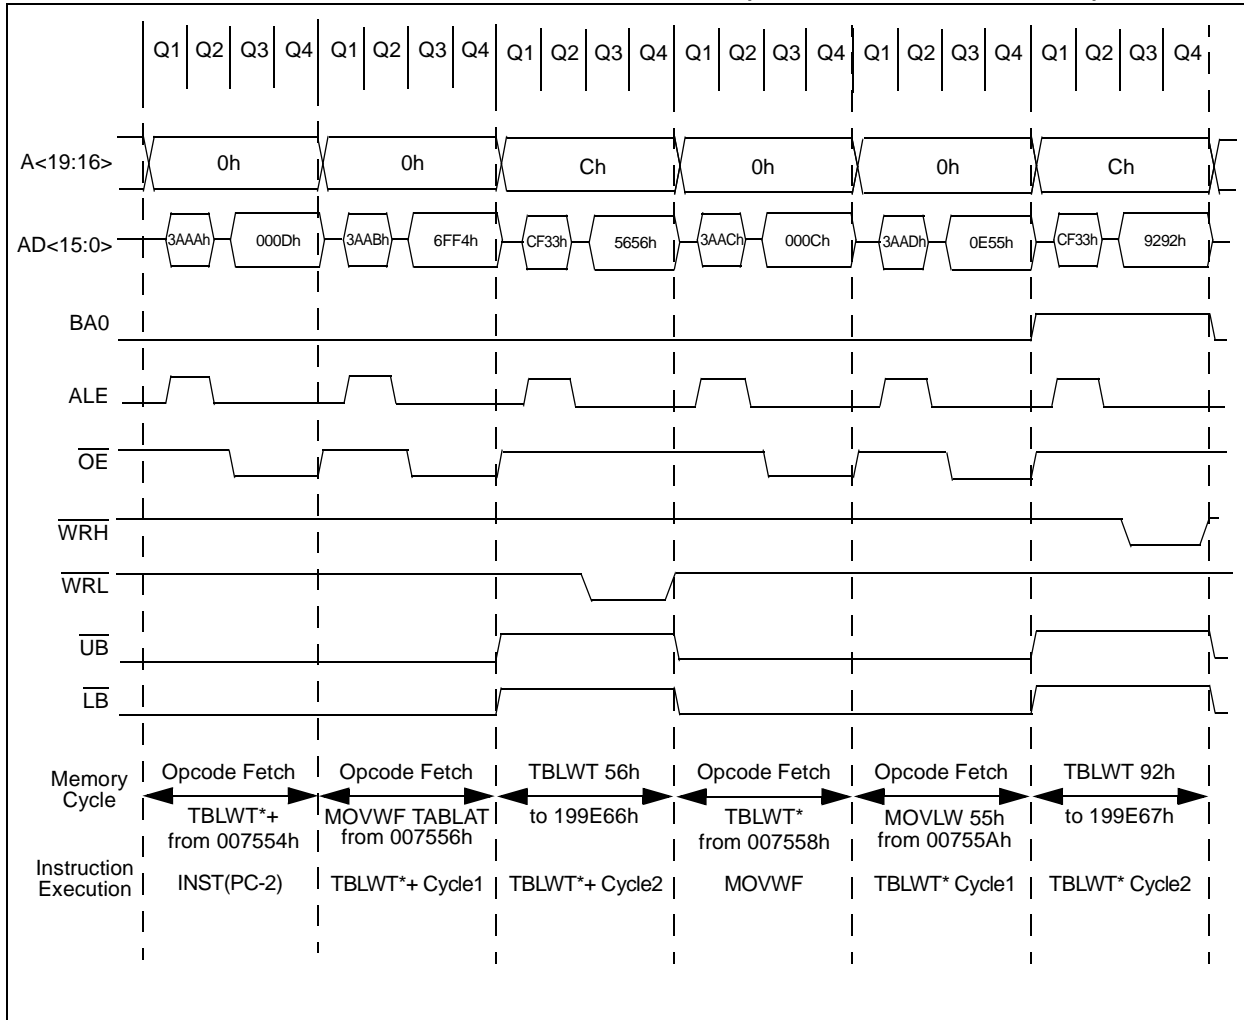 Q1 Q2 Q3 Q4 Q1 Q2 Q3 Q4 Q1 Q2 Q3 Q4 Q1 Q2 Q3 Q4 Q1 Q2 Q3 Q4 Q1 Q2 Q3 Q4
A<19:16> 0h 0h Ch 0h 0h Ch
AD<15:0> 3AAAh 000Dh 3AABh 6FF4h CF33h 5656h 3AACh 000Ch 3AADh 0E55h CF33h 9292h
BA0
ALE
OE
WRH
WRL
UB
LB
Memory Cycle
Opcode Fetch
TBLWT*+
from 007554h
Opcode Fetch
MOVWF TABLAT
from 007556h
TBLWT 56h
to 199E66h
Opcode Fetch
TBLWT*
from 007558h
Opcode Fetch
MOVLW 55h
from 00755Ah
TBLWT 92h
to 199E67h
Instruction
Execution
INST(PC-2) TBLWT*+ Cycle1 TBLWT*+ Cycle2 MOVWF TBLWT* Cycle1 TBLWT* Cycle2